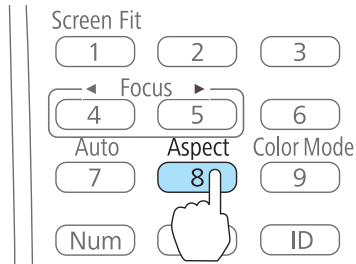 Screen Fit
1 2 3
◄ Focus ►
4 5 6
Auto Aspect Color Mode
7 8 9
Num ID